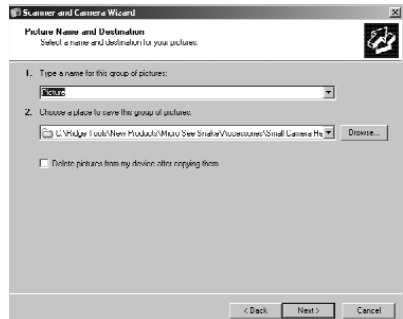 Scanner and Camera Wizard
Picture Name and Destination
Select a name and destination for your pictures.
1. Type a name for this group of pictures:
Picture
2. Choose a place to save this group of pictures:
C:\Ridge Tools\New Products\Micro See Snake\Accessories\Small Camera He
Browse...
Delete pictures from my device after copying them
< Back
Next >
Cancel